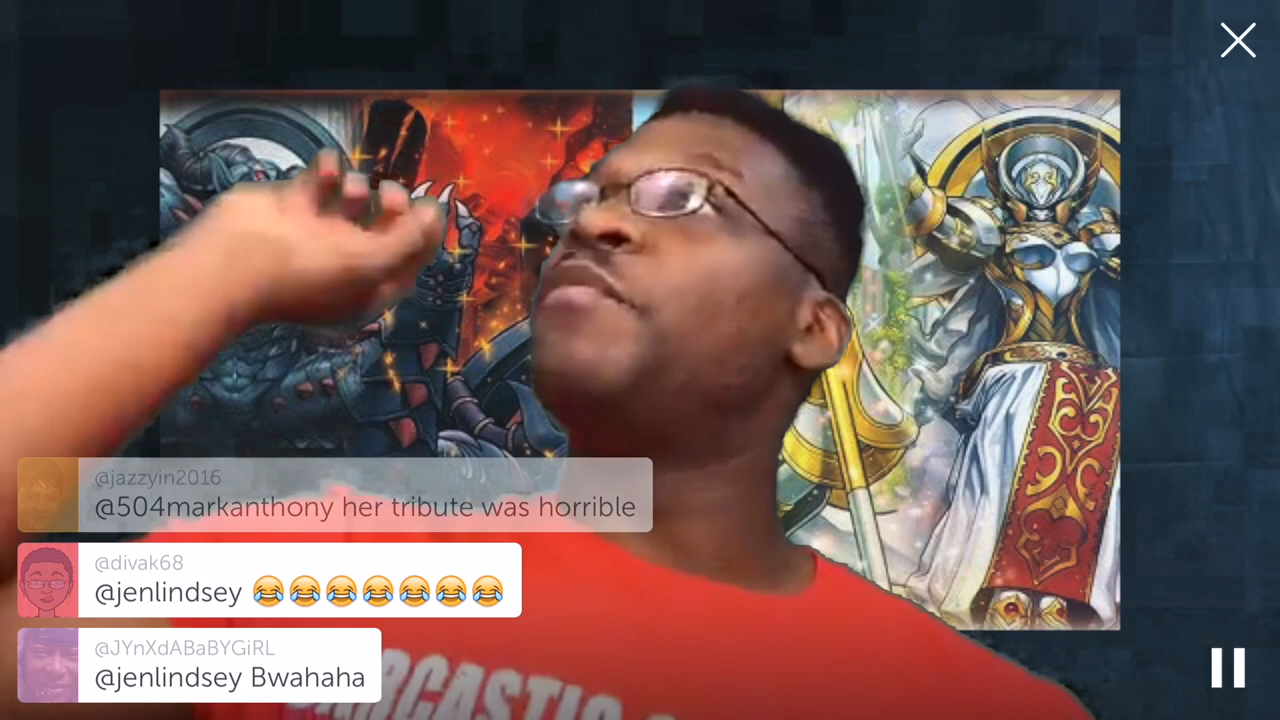 @jazzyin2016
@504markanthony her tribute was horrible
@divak68
@jenlindsey 😂😂😂😂😂😂😂
@JYnXdABaBYGiRL
@jenlindsey Bwahaha